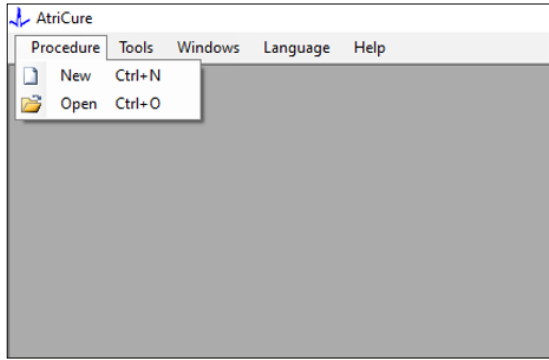 AtriCure
Procedure Tools Windows Language Help
New Ctrl+N
Open Ctrl+O